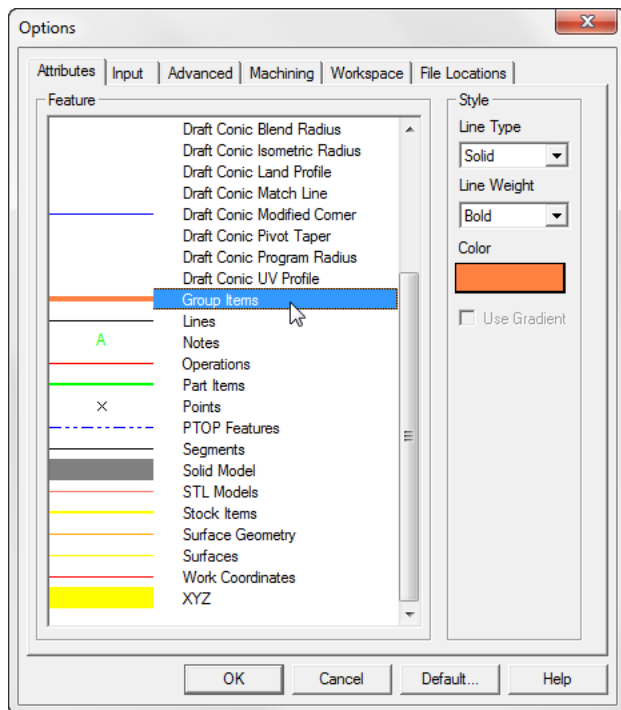 Options
Attributes Input Advanced Machining Workspace File Locations
Feature
Draft Conic Blend Radius
Draft Conic Isometric Radius
Draft Conic Land Profile
Draft Conic Match Line
Draft Conic Modified Corner
Draft Conic Pivot Taper
Draft Conic Program Radius
Draft Conic UV Profile
Group Items
Lines
A Notes
Operations
Part Items
Points
PTOP Features
Segments
Solid Model
STL Models
Stock Items
Surface Geometry
Surfaces
Work Coordinates
XYZ
Style
Line Type
Solid
Line Weight
Bold
Color
Use Gradient
OK Cancel Default... Help